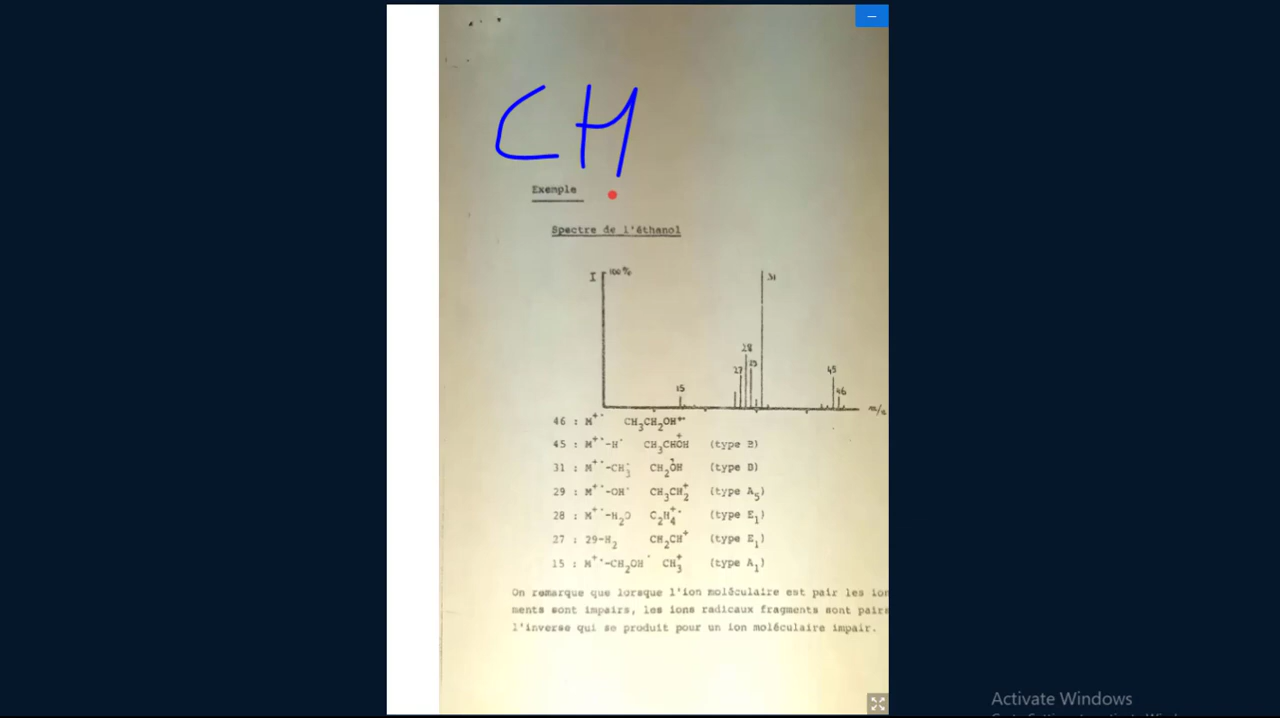 CH
Exemple
Spectre de l'éthanol
I 100%
31
28
27 29
15
45
46
m/e
46 : M⁺˙ CH₃CH₂OH⁺˙
45 : M⁺˙-H˙ CH₃CHOH⁺ (type B)
31 : M⁺˙-CH₃˙ CH₂OH⁺ (type B)
29 : M⁺˙-OH˙ CH₃CH₂⁺ (type A₅)
28 : M⁺˙-H₂O C₂H₄⁺˙ (type E₁)
27 : 29-H₂ CH₂CH⁺ (type E₁)
15 : M⁺˙-CH₂OH˙ CH₃⁺ (type A₁)
On remarque que lorsque l'ion moléculaire est pair les ion
ments sont impairs, les ions radicaux fragments sont pairs
l'inverse qui se produit pour un ion moléculaire impair.
Activate Windows